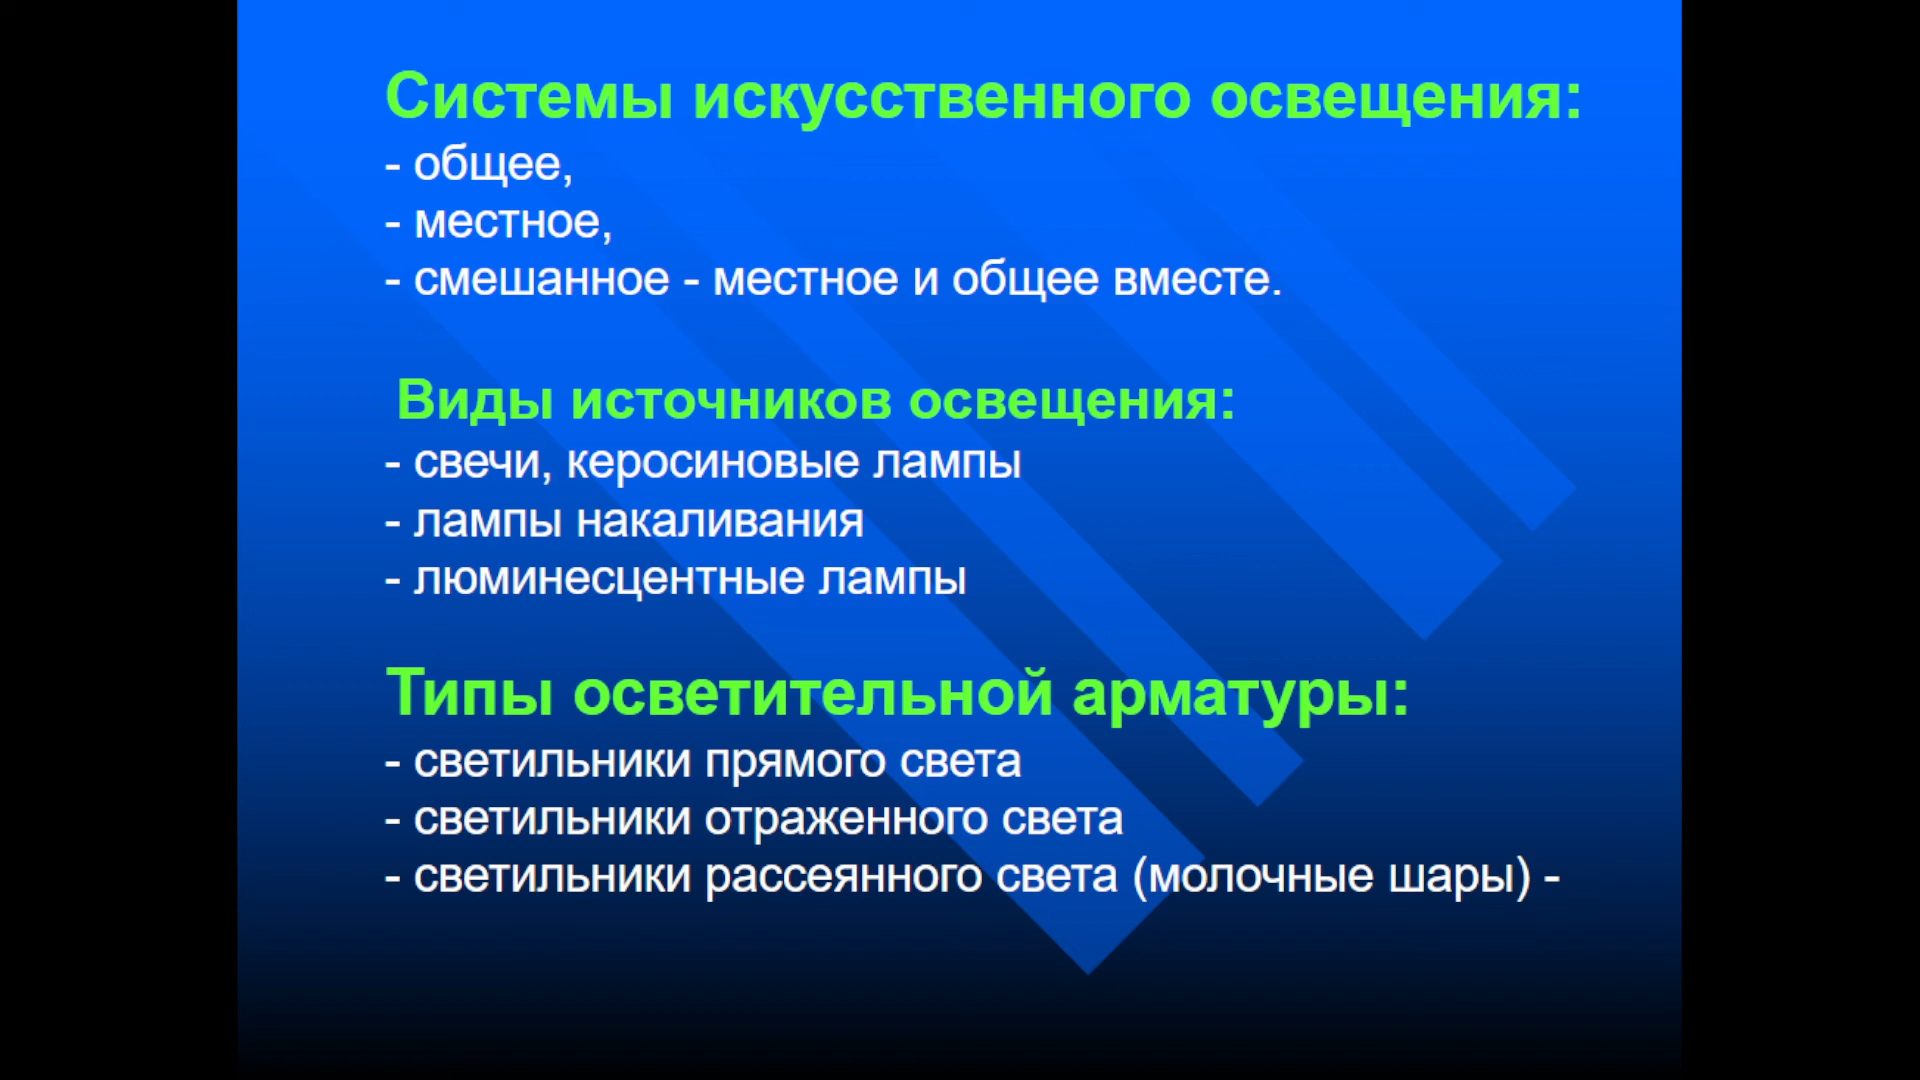 Системы искусственного освещения:
- общее,
- местное,
- смешанное - местное и общее вместе.
Виды источников освещения:
- свечи, керосиновые лампы
- лампы накаливания
- люминесцентные лампы
Типы осветительной арматуры:
- светильники прямого света
- светильники отраженного света
- светильники рассеянного света (молочные шары) -